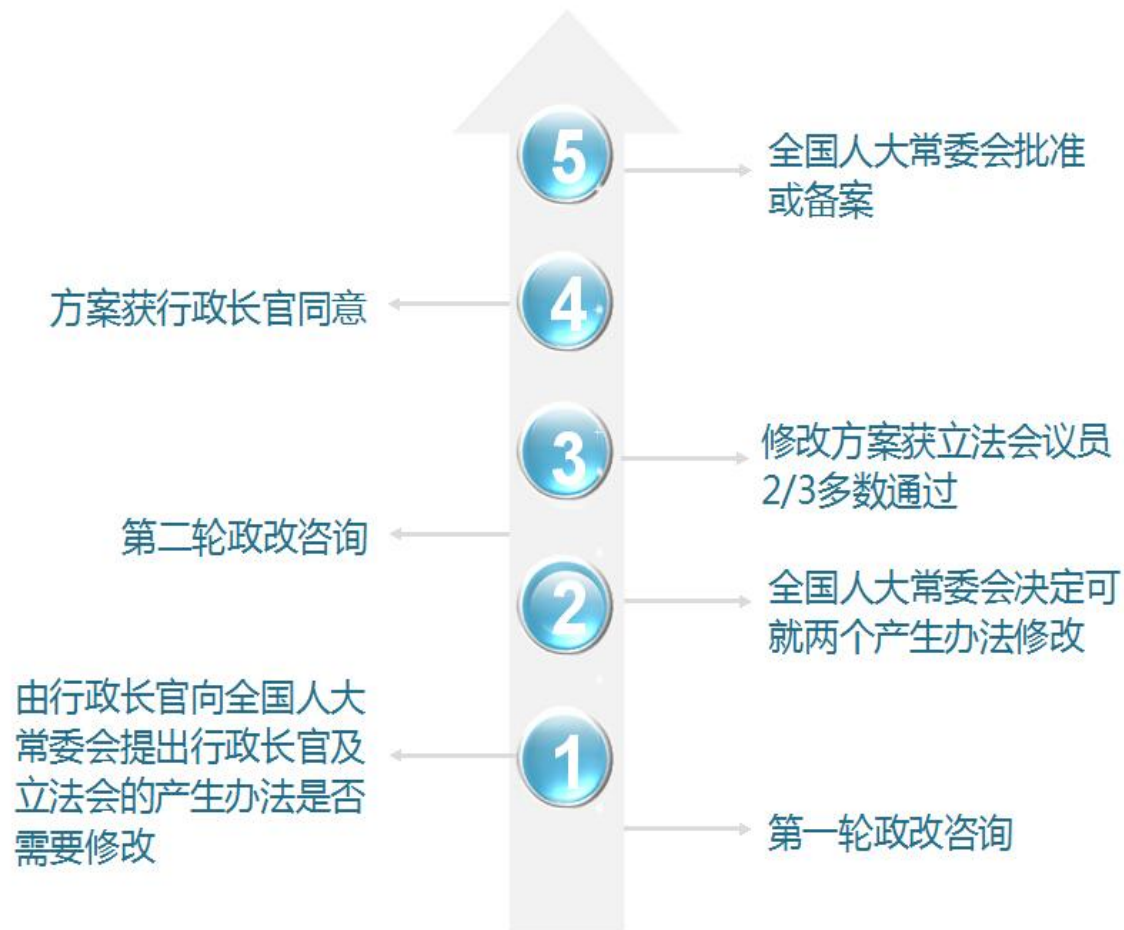 5
全国人大常委会批准
或备案
4
方案获行政长官同意
3
修改方案获立法会议员
2/3多数通过
第二轮政改咨询
2
全国人大常委会决定可
就两个产生办法修改
1
由行政长官向全国人大
常委会提出行政长官及
立法会的产生办法是否
需要修改
第一轮政改咨询